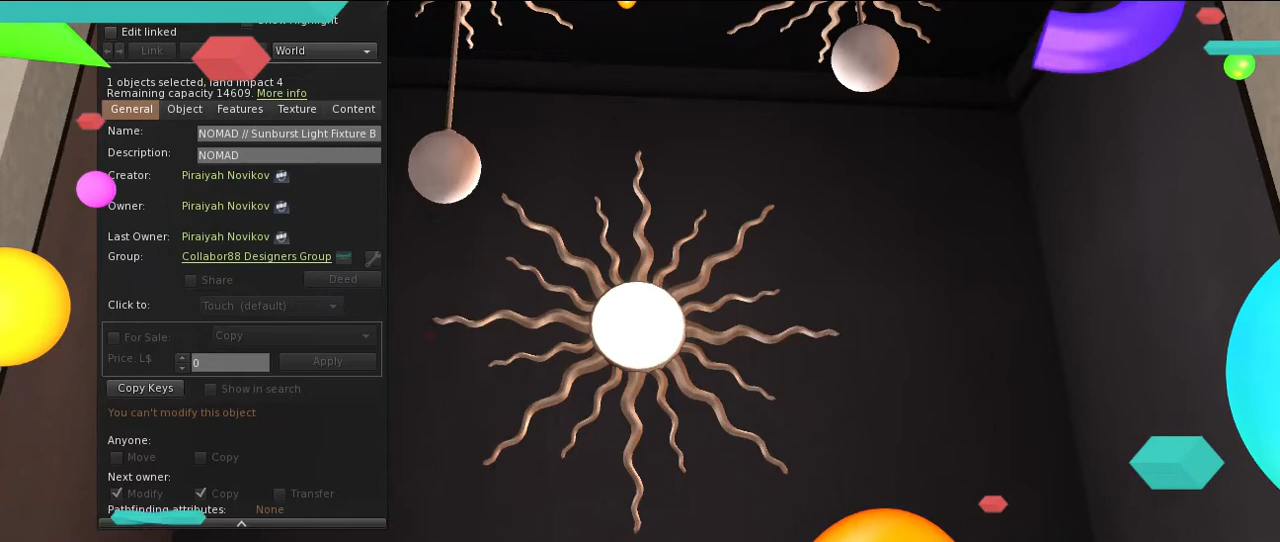 Show Highlight
Edit linked
Link
World
1 objects selected, land impact 4
Remaining capacity 14609. More info
General Object Features Texture Content
Name: NOMAD // Sunburst Light Fixture B
Description: NOMAD
Creator: Piraiyah Novikov
Owner: Piraiyah Novikov
Last Owner: Piraiyah Novikov
Group: Collabor88 Designers Group
Share Deed
Click to: Touch (default)
For Sale: Copy
Price: L$ 0 Apply
Copy Keys Show in search
You can't modify this object
Anyone:
Move Copy
Next owner:
Modify Copy Transfer
Pathfinding attributes: None